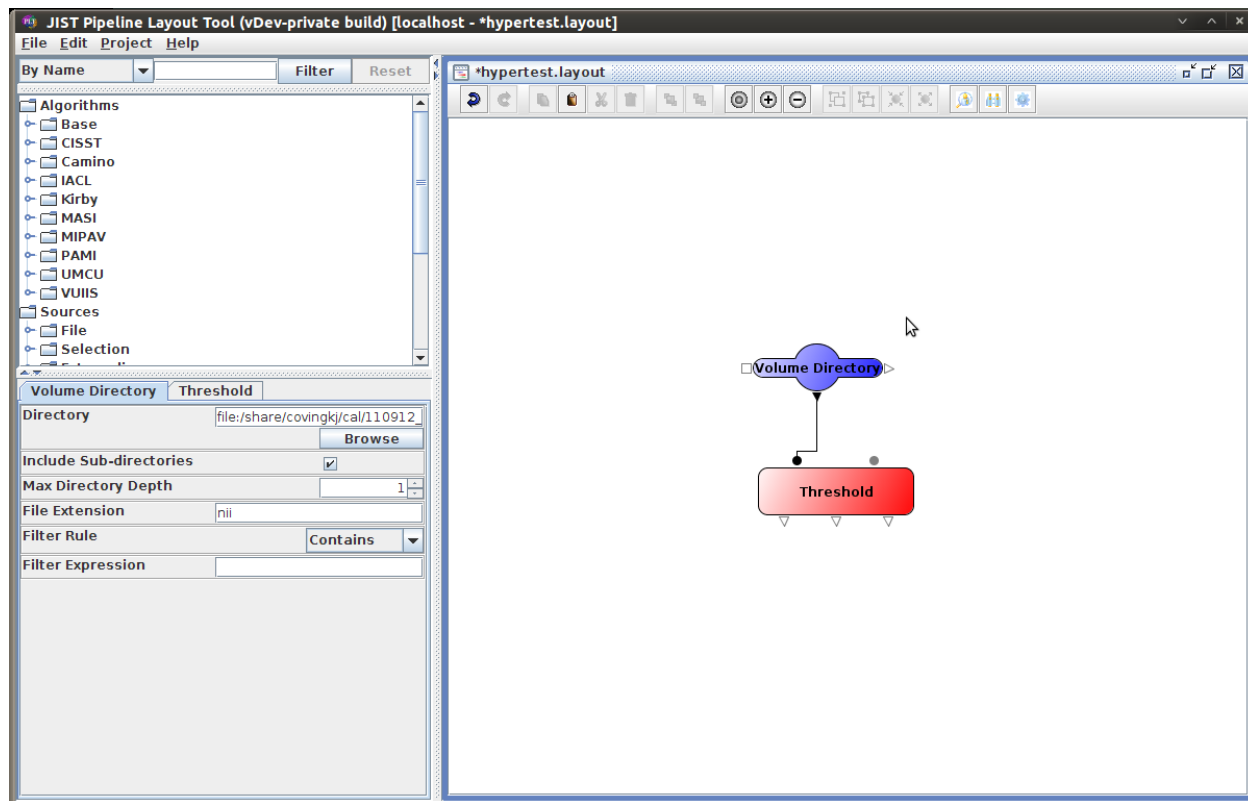 JIST Pipeline Layout Tool (vDev-private build) [localhost - *hypertest.layout]
File Edit Project Help
By Name Filter Reset
Algorithms
Base
CISST
Camino
IACL
Kirby
MASI
MIPAV
PAMI
UMCU
VUIIS
Sources
File
Selection
Volume Directory Threshold
Directory file:/share/covingkj/cal/110912_
Browse
Include Sub-directories
Max Directory Depth 1
File Extension nii
Filter Rule Contains
Filter Expression
*hypertest.layout
Volume Directory
Threshold